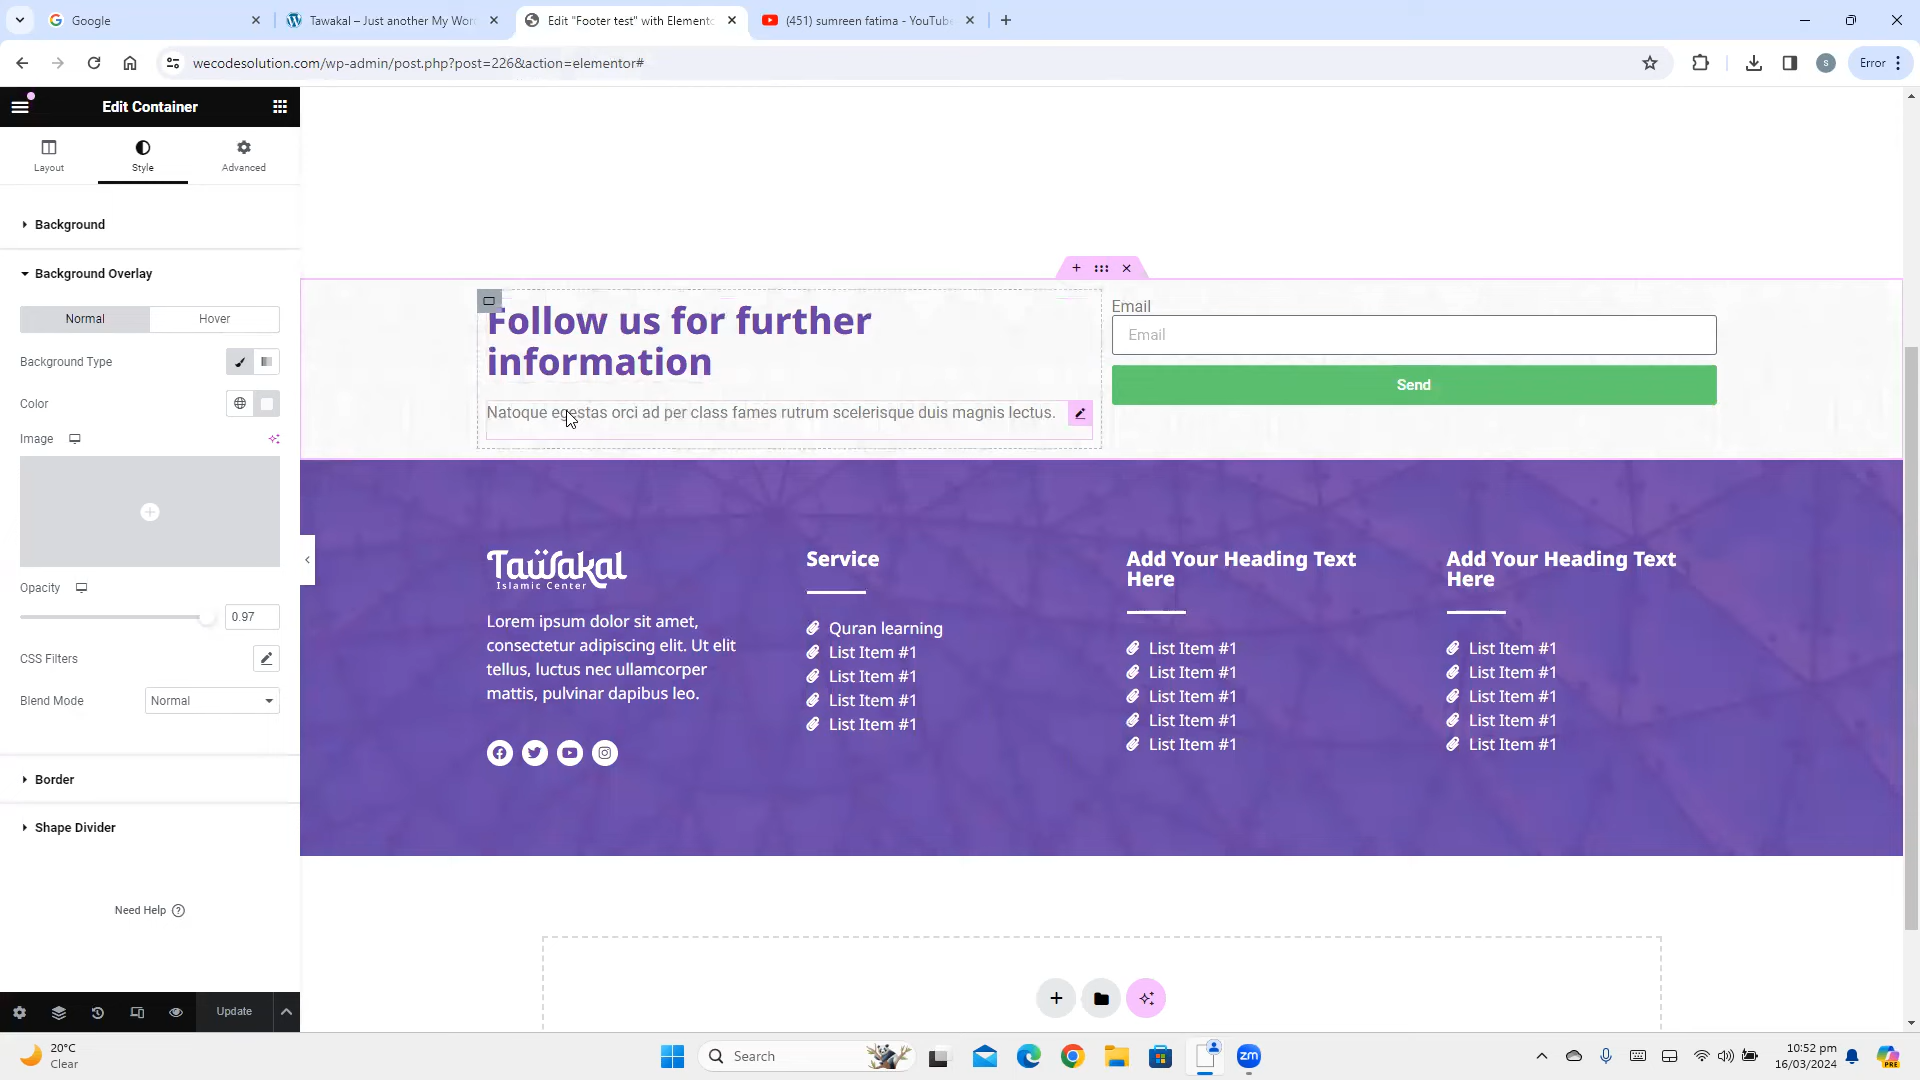 Google
Tawakal – Just another My Wor
Edit "Footer test" with Elemento
(451) sumreen fatima - YouTube
wecodesolution.com/wp-admin/post.php?post=226&action=elementor#
S
Error
Edit Container
Layout
Style
Advanced
Background
Background Overlay
Normal
Hover
Background Type
Color
Image
Opacity
0.97
CSS Filters
Blend Mode
Normal
Border
Shape Divider
Need Help
Update
Follow us for further
information
Natoque egestas orci ad per class fames rutrum scelerisque duis magnis lectus.
Email
Email
Send
Tawakal
Islamic Center
Lorem ipsum dolor sit amet,
consectetur adipiscing elit. Ut elit
tellus, luctus nec ullamcorper
mattis, pulvinar dapibus leo.
Service
Quran learning
List Item #1
List Item #1
List Item #1
List Item #1
Add Your Heading Text
Here
List Item #1
List Item #1
List Item #1
List Item #1
List Item #1
Add Your Heading Text
Here
List Item #1
List Item #1
List Item #1
List Item #1
List Item #1
20°C
Clear
Search
zm
10:52 pm
16/03/2024
PRE